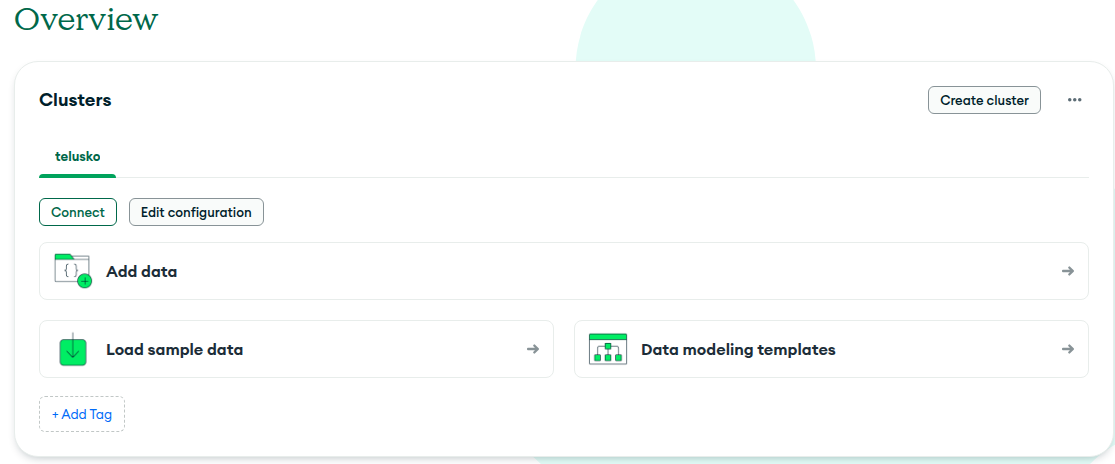 Overview
Clusters
Create cluster
telusko
Connect
Edit configuration
Add data
Load sample data
Data modeling templates
+ Add Tag